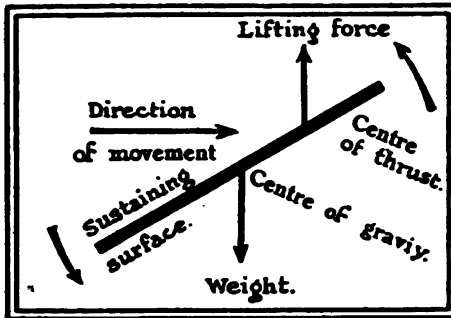 Lifting force
Direction
of movement
Centre
of thrust.
Sustaining
surface.
Centre of graviy.
Weight.